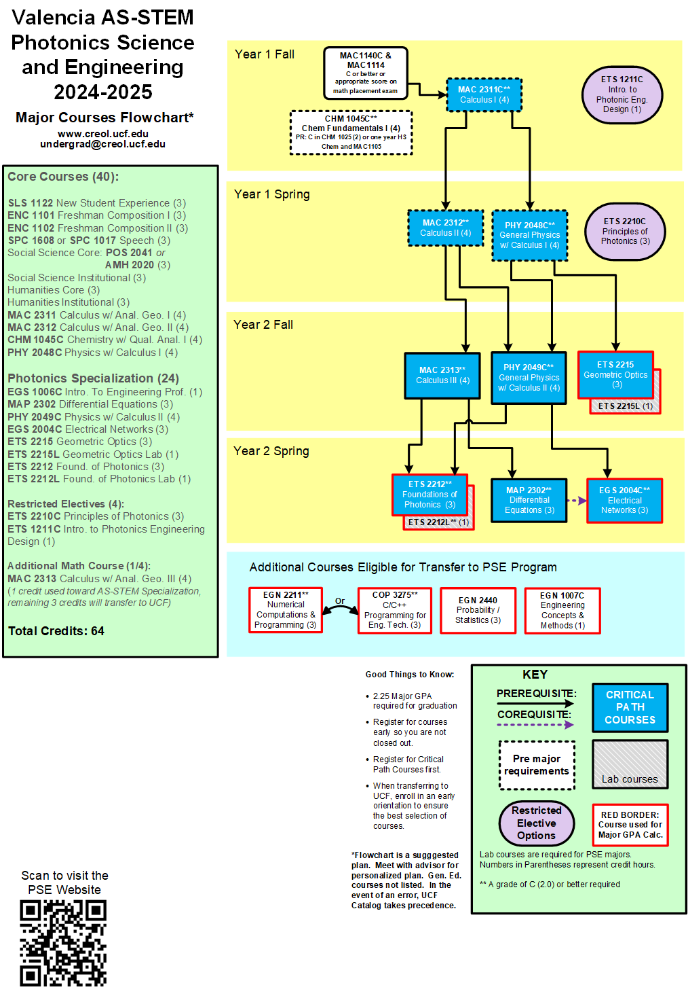 Valencia AS-STEM
Photonics Science
and Engineering
2024-2025
Major Courses Flowchart*
www.creol.ucf.edu
undergrad@creol.ucf.edu
Core Courses (40):
SLS 1122 New Student Experience (3)
ENC 1101 Freshman Composition I (3)
ENC 1102 Freshman Composition II (3)
SPC 1608 or SPC 1017 Speech (3)
Social Science Core: POS 2041 or
AMH 2020 (3)
Social Science Institutional (3)
Humanities Core (3)
Humanities Institutional (3)
MAC 2311 Calculus w/ Anal. Geo. I (4)
MAC 2312 Calculus w/ Anal. Geo. II (4)
CHM 1045C Chemistry w/ Qual. Anal. I (4)
PHY 2048C Physics w/ Calculus I (4)
Photonics Specialization (24)
EGS 1006C Intro. To Engineering Prof. (1)
MAP 2302 Differential Equations (3)
PHY 2049C Physics w/ Calculus II (4)
EGS 2004C Electrical Networks (3)
ETS 2215 Geometric Optics (3)
ETS 2215L Geometric Optics Lab (1)
ETS 2212 Found. of Photonics (3)
ETS 2212L Found. of Photonics Lab (1)
Restricted Electives (4):
ETS 2210C Principles of Photonics (3)
ETS 1211C Intro. to Photonics Engineering
Design (1)
Additional Math Course (1/4):
MAC 2313 Calculus w/ Anal. Geo. III (4)
(1 credit used toward AS-STEM Specialization,
remaining 3 credits will transfer to UCF)
Total Credits: 64
Year 1 Fall
MAC1140C &
MAC1114
C or better or
appropriate score on
math placement exam
MAC 2311C**
Calculus I (4)
ETS 1211C
Intro. to
Photonic Eng.
Design (1)
CHM 1045C**
Chem Fundamentals I (4)
PR: C in CHM 1025 (2) or one year HS
Chem and MAC1105
Year 1 Spring
MAC 2312**
Calculus II (4)
PHY 2048C**
General Physics
w/ Calculus I (4)
ETS 2210C
Principles of
Photonics (3)
Year 2 Fall
MAC 2313**
Calculus III (4)
PHY 2049C**
General Physics
w/ Calculus II (4)
ETS 2215
Geometric Optics
(3)
ETS 2215L (1)
Year 2 Spring
ETS 2212**
Foundations of
Photonics (3)
ETS 2212L** (1)
MAP 2302**
Differential
Equations (3)
EGS 2004C**
Electrical
Networks (3)
Additional Courses Eligible for Transfer to PSE Program
EGN 2211**
Numerical
Computations &
Programming (3)
Or
COP 3275**
C/C++
Programming for
Eng. Tech. (3)
EGN 2440
Probability /
Statistics (3)
EGN 1007C
Engineering
Concepts &
Methods (1)
Good Things to Know:
• 2.25 Major GPA
required for graduation
• Register for courses
early so you are not
closed out.
• Register for Critical
Path Courses first.
• When transferring to
UCF, enroll in an early
orientation to ensure
the best selection of
courses.
*Flowchart is a sugggested
plan. Meet with advisor for
personalized plan. Gen. Ed.
courses not listed. In the
event of an error, UCF
Catalog takes precedence.
KEY
PREREQUISITE:
COREQUISITE:
CRITICAL
PATH
COURSES
Pre major
requirements
Lab courses
Restricted
Elective
Options
RED BORDER:
Course used for
Major GPA Calc.
Lab courses are required for PSE majors.
Numbers in Parentheses represent credit hours.
** A grade of C (2.0) or better required
Scan to visit the
PSE Website